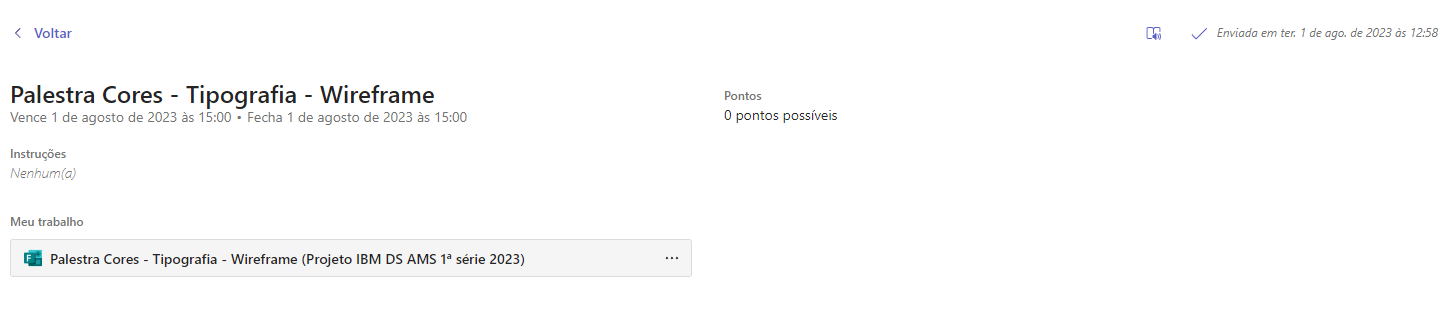 Voltar
Enviada em ter. 1 de ago. de 2023 às 12:58
Palestra Cores - Tipografia - Wireframe
Vence 1 de agosto de 2023 às 15:00 • Fecha 1 de agosto de 2023 às 15:00
Pontos
0 pontos possíveis
Instruções
Nenhum(a)
Meu trabalho
Palestra Cores - Tipografia - Wireframe (Projeto IBM DS AMS 1ª série 2023)